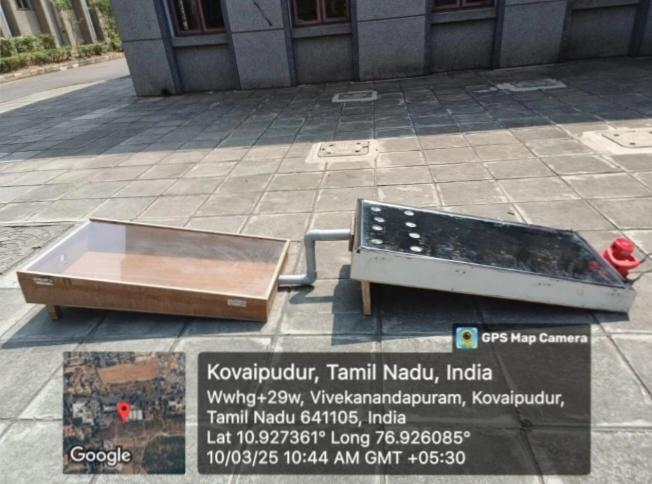 GPS Map Camera
Kovaipudur, Tamil Nadu, India
Wwhg+29w, Vivekanandapuram, Kovaipudur,
Tamil Nadu 641105, India
Lat 10.927361° Long 76.926085°
10/03/25 10:44 AM GMT +05:30
Google